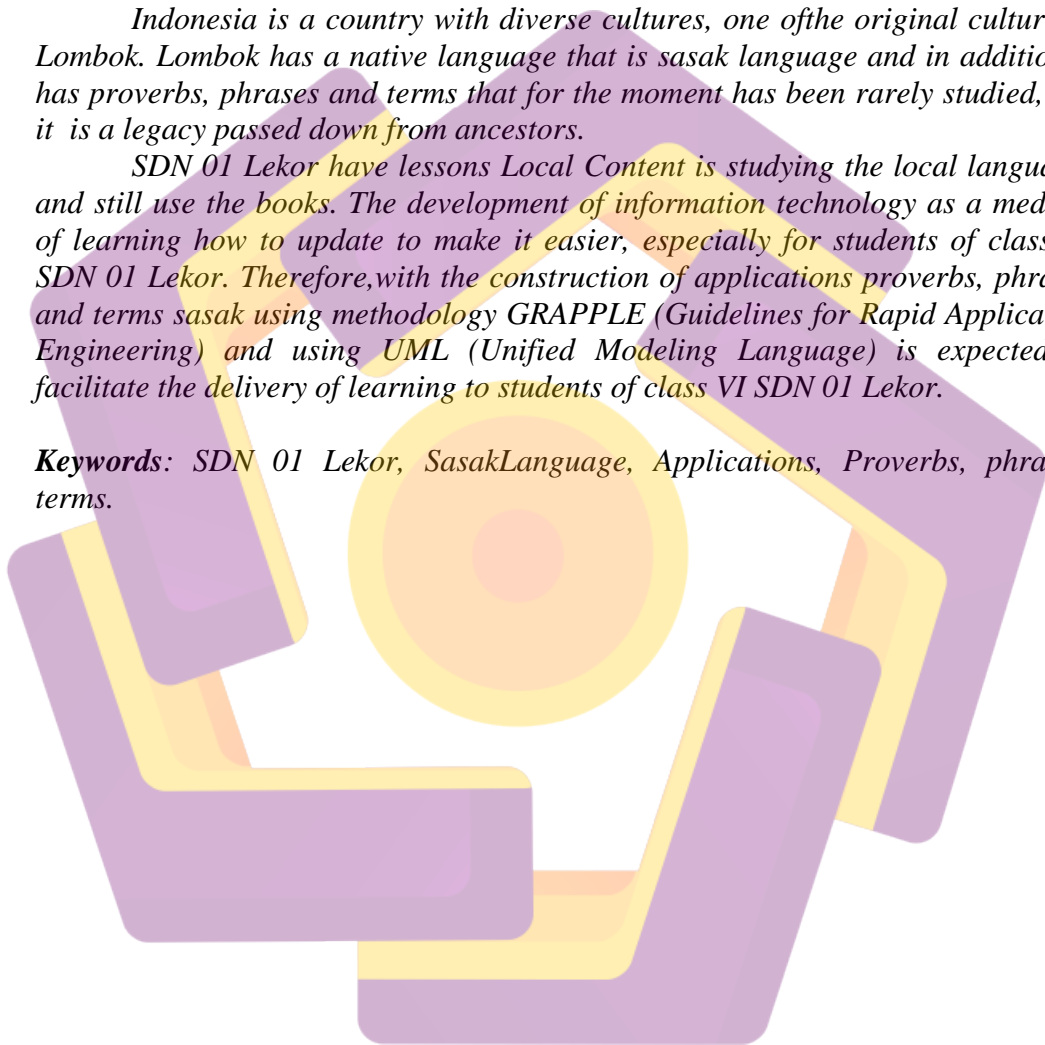 Indonesia is a country with diverse cultures, one ofthe original cultur
Lombok. Lombok has a native language that is sasak language and in additio
has proverbs, phrases and terms that for the moment has been rarely studied,
it is a legacy passed down from ancestors.
SDN 01 Lekor have lessons Local Content is studying the local langua
and still use the books. The development of information technology as a med
of learning how to update to make it easier, especially for students of class
SDN 01 Lekor. Therefore,with the construction of applications proverbs, phra
and terms sasak using methodology GRAPPLE (Guidelines for Rapid Applica
Engineering) and using UML (Unified Modeling Language) is expected
facilitate the delivery of learning to students of class VI SDN 01 Lekor.
Keywords: SDN 01 Lekor, SasakLanguage, Applications, Proverbs, phra
terms.